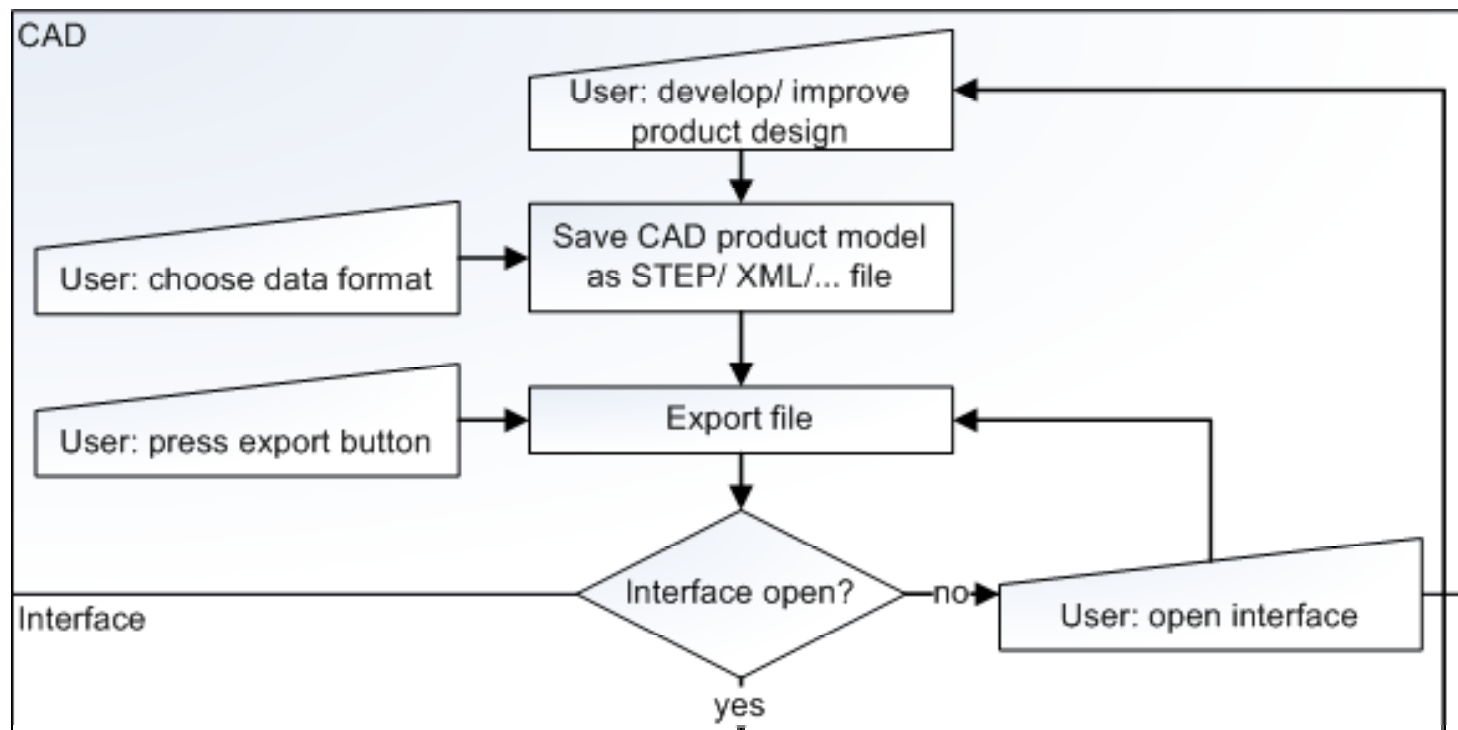 CAD
User: develop/ improve
product design
User: choose data format
Save CAD product model
as STEP/ XML/... file
User: press export button
Export file
Interface open?
no
User: open interface
Interface
yes